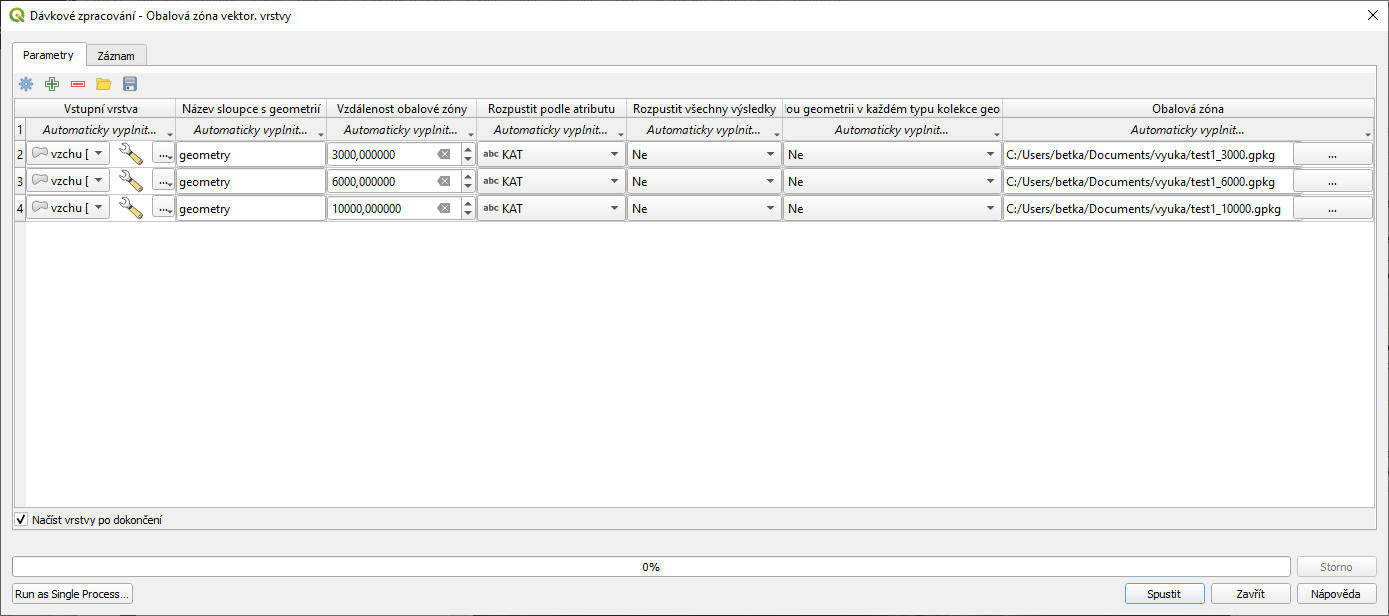 Dávkové zpracování - Obalová zóna vektor. vrstvy
Parametry Záznam
Vstupní vrstva Název sloupce s geometrií Vzdálenost obalové zóny Rozpustit podle atributu Rozpustit všechny výsledky ou geometrii v každém typu kolekce geo Obalová zóna
1 Automaticky vyplnit... Automaticky vyplnit... Automaticky vyplnit... Automaticky vyplnit... Automaticky vyplnit... Automaticky vyplnit... Automaticky vyplnit...
2 vzchu [ ... geometry 3000,000000 abc KAT Ne Ne C:/Users/betka/Documents/vyuka/test1_3000.gpkg ...
3 vzchu [ ... geometry 6000,000000 abc KAT Ne Ne C:/Users/betka/Documents/vyuka/test1_6000.gpkg ...
4 vzchu [ ... geometry 10000,000000 abc KAT Ne Ne C:/Users/betka/Documents/vyuka/test1_10000.gpkg ...
Načíst vrstvy po dokončení
0% Storno
Run as Single Process... Spustit Zavřít Nápověda